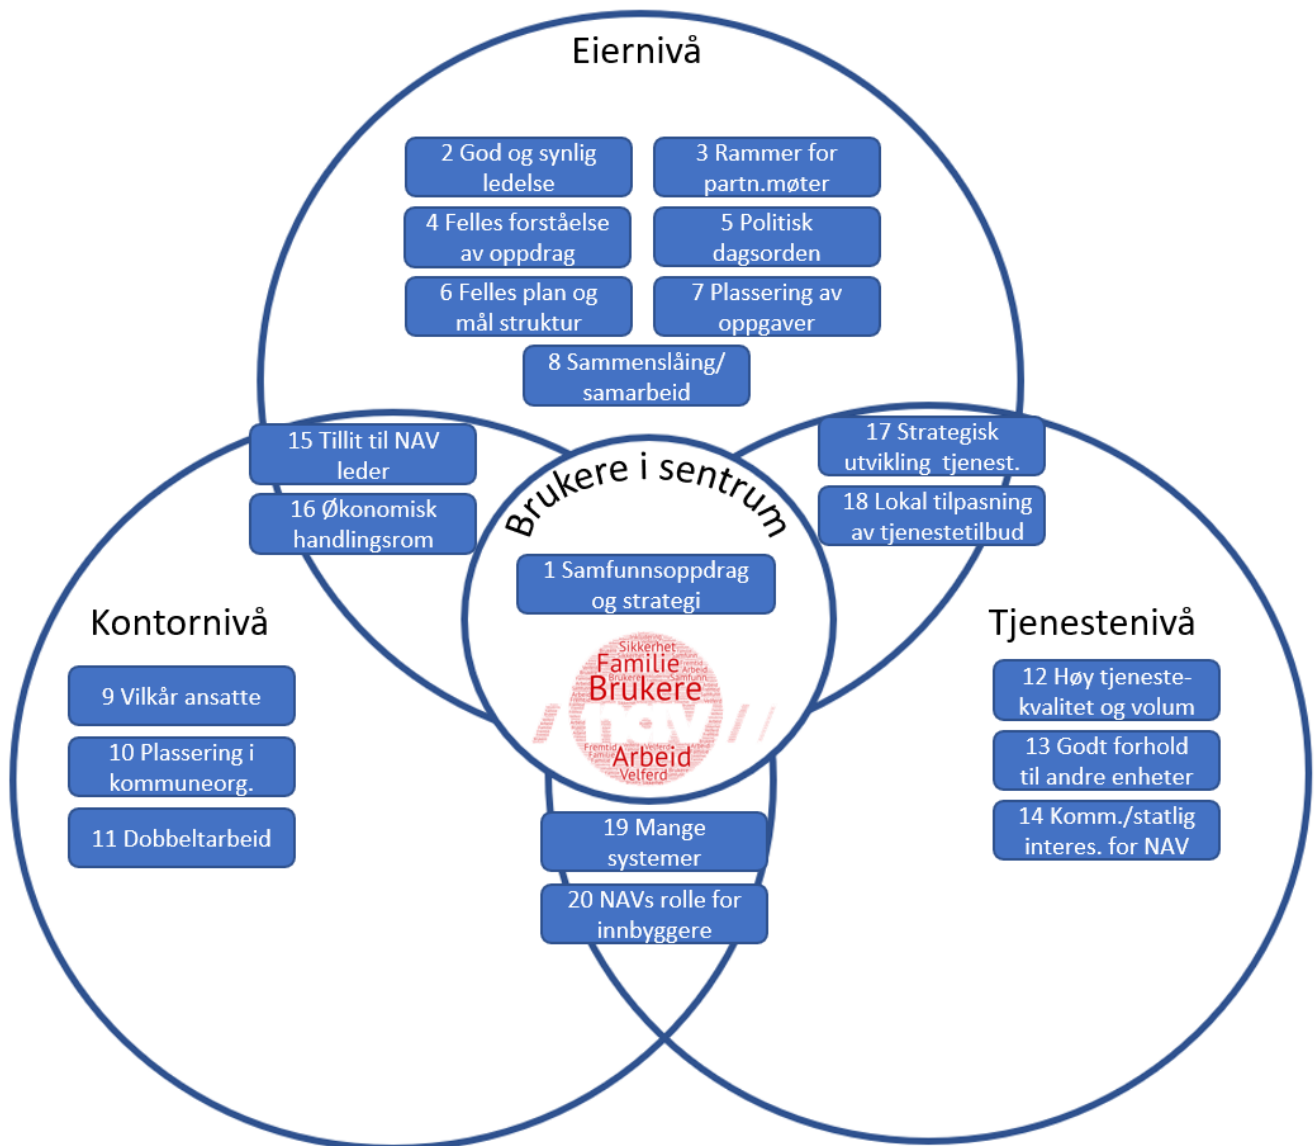 Eiernivå
2 God og synlig
ledelse
3 Rammer for
partn.møter
4 Felles forståelse
av oppdrag
5 Politisk
dagsorden
6 Felles plan og
mål struktur
7 Plassering av
oppgaver
8 Sammenslåing/
samarbeid
15 Tillit til NAV
leder
16 Økonomisk
handlingsrom
17 Strategisk
utvikling tjenest.
18 Lokal tilpasning
av tjenestetilbud
Brukere i sentrum
1 Samfunnsoppdrag
og strategi
Sikkerhet
Familie
Brukere
nav
Arbeid
Velferd
Kontornivå
9 Vilkår ansatte
10 Plassering i
kommuneorg.
11 Dobbeltarbeid
Tjenestenivå
12 Høy tjeneste-
kvalitet og volum
13 Godt forhold
til andre enheter
14 Komm./statlig
interes. for NAV
19 Mange
systemer
20 NAVs rolle for
innbyggere